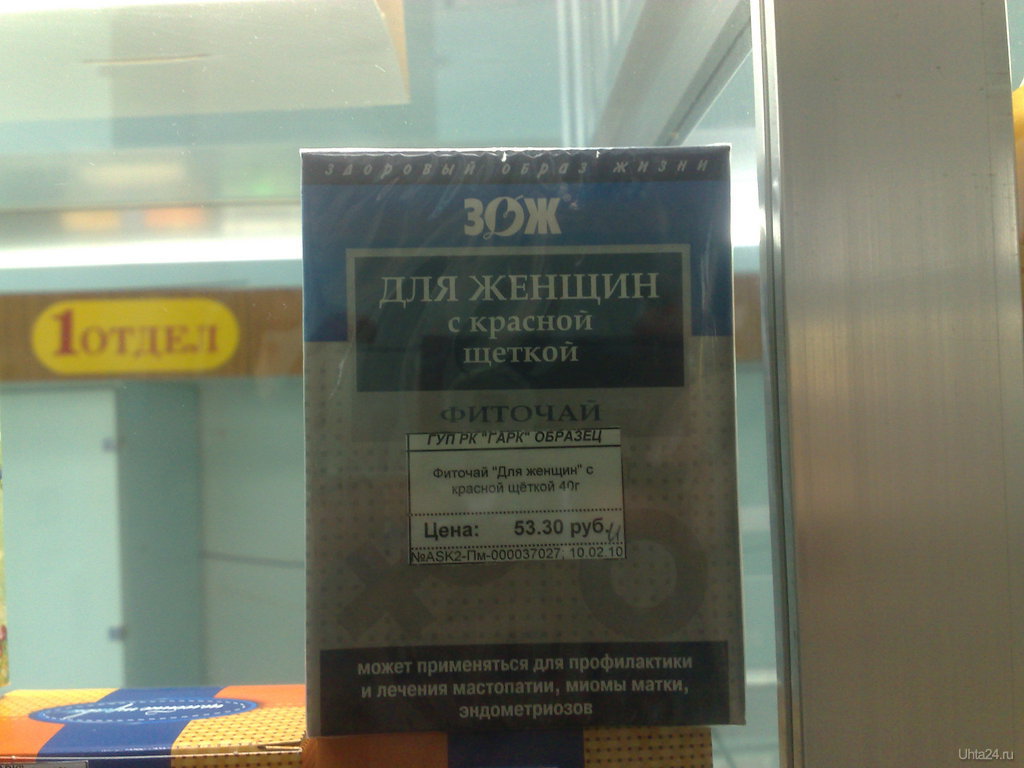 здоровый образ жизни
ЗОЖ
ДЛЯ ЖЕНЩИН
с красной
щеткой
1 ОТДЕЛ
ФИТОЧАЙ
ГУП РК "ГАРК" ОБРАЗЕЦ
Фиточай "Для женщин" с
красной щёткой 40г
Цена: 53.30 руб.
№ASK2-Пм-000037027; 10.02.10
может применяться для профилактики
и лечения мастопатии, миомы матки,
эндометриозов
Uhta24.ru